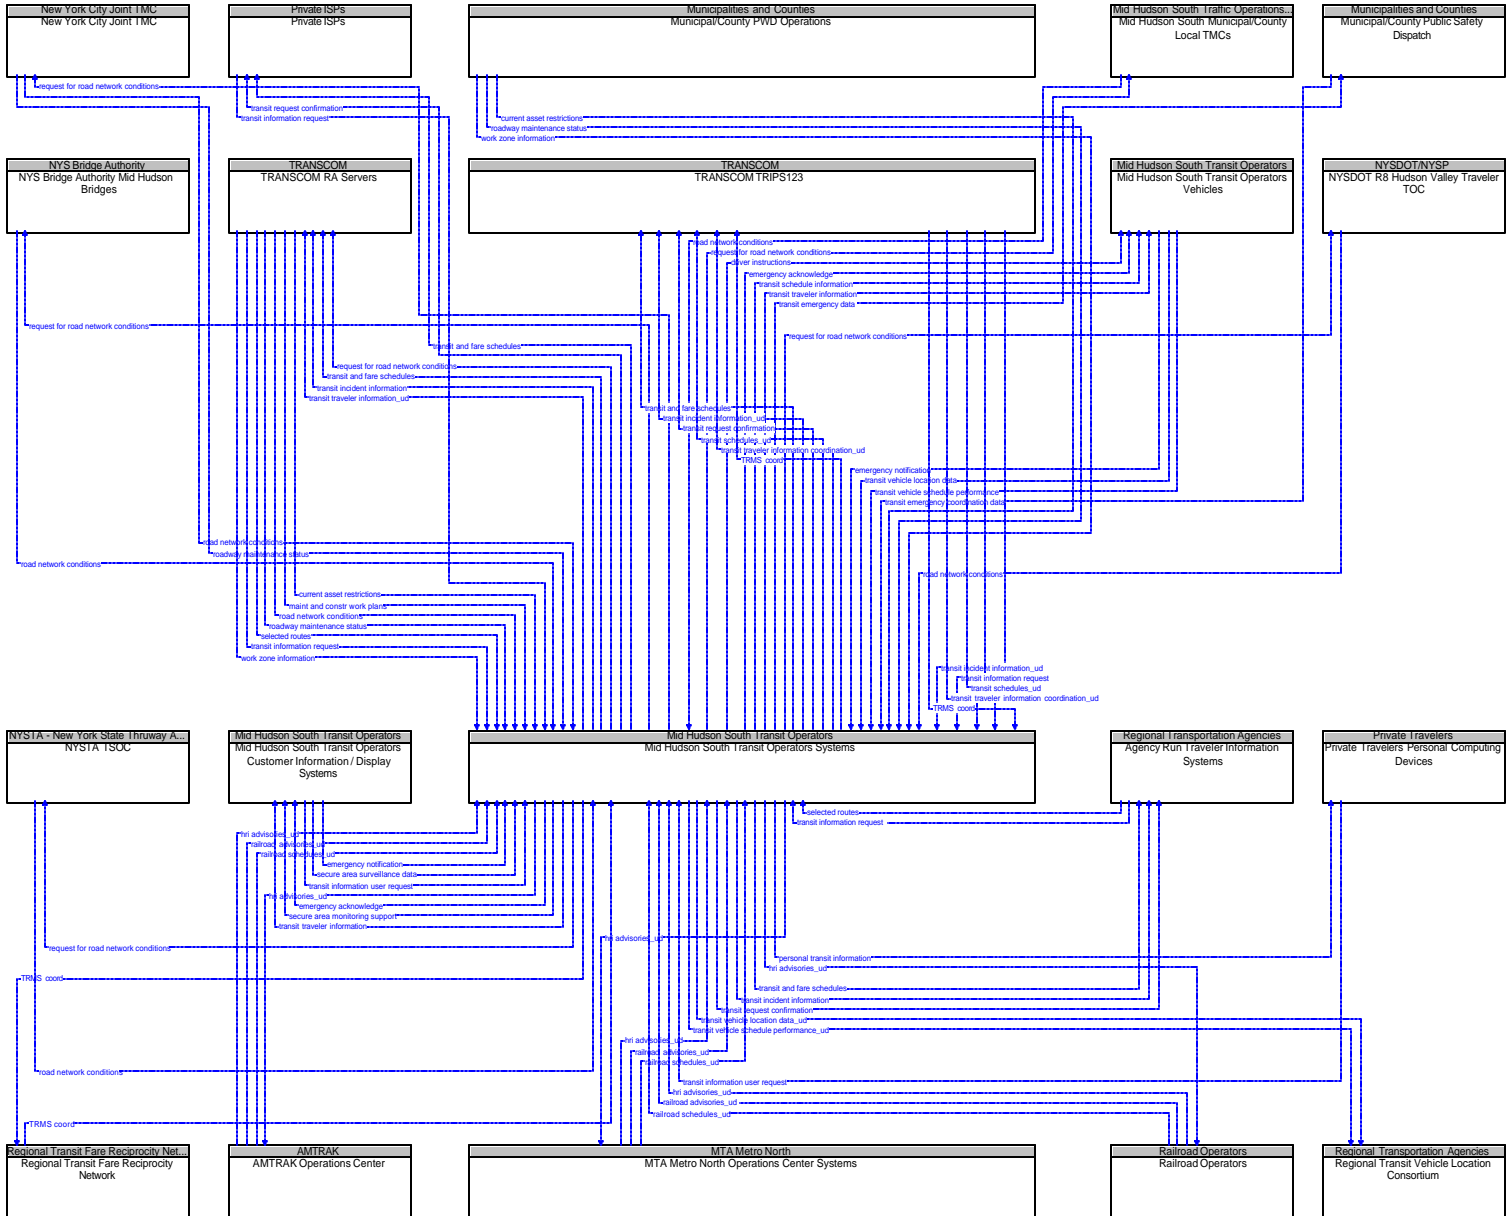 New York City Joint TMC
New York City Joint TMC
Private ISPs
Private ISPs
Municipalities and Counties
Municipal/County PWD Operations
Mid Hudson South Traffic Operations...
Mid Hudson South Municipal/County
Local TMCs
Municipalities and Counties
Municipal/County Public Safety
Dispatch
request for road network conditions
transit request confirmation
transit information request
current asset restrictions
roadway maintenance status
work zone information
NYS Bridge Authority
NYS Bridge Authority Mid Hudson
Bridges
TRANSCOM
TRANSCOM RA Servers
TRANSCOM
TRANSCOM TRIPS123
Mid Hudson South Transit Operators
Mid Hudson South Transit Operators
Vehicles
NYSDOT/NYSP
NYSDOT R8 Hudson Valley Traveler
TOC
road network conditions
request for road network conditions
driver instructions
emergency acknowledge
transit schedule information
transit traveler information
transit emergency data
request for road network conditions
request for road network conditions
transit and fare schedules
request for road network conditions
transit and fare schedules
transit incident information
transit traveler information_ud
transit and fare schedules
transit incident information_ud
transit request confirmation
transit schedules_ud
transit traveler information coordination_ud
TRMS coord
emergency notification
transit vehicle location data
transit vehicle schedule performance
transit emergency coordination data
road network conditions
roadway maintenance status
road network conditions
road network conditions
current asset restrictions
maint and constr work plans
road network conditions
roadway maintenance status
selected routes
transit information request
work zone information
transit incident information_ud
transit information request
transit schedules_ud
transit traveler information coordination_ud
TRMS coord
NYSTA - New York State Thruway A...
NYSTA TSOC
Mid Hudson South Transit Operators
Mid Hudson South Transit Operators
Customer Information / Display
Systems
Mid Hudson South Transit Operators
Mid Hudson South Transit Operators Systems
Regional Transportation Agencies
Agency Run Traveler Information
Systems
Private Travelers
Private Travelers Personal Computing
Devices
selected routes
transit information request
hri advisories_ud
railroad advisories_ud
railroad schedules_ud
emergency notification
secure area surveillance data
transit information user request
hri advisories_ud
emergency acknowledge
secure area monitoring support
transit traveler information
hri advisories_ud
request for road network conditions
personal transit information
hri advisories_ud
TRMS coord
transit and fare schedules
transit incident information
transit request confirmation
transit vehicle location data_ud
transit vehicle schedule performance_ud
hri advisories_ud
railroad advisories_ud
railroad schedules_ud
road network conditions
transit information user request
hri advisories_ud
railroad advisories_ud
railroad schedules_ud
TRMS coord
Regional Transit Fare Reciprocity Net...
Regional Transit Fare Reciprocity
Network
AMTRAK
AMTRAK Operations Center
MTA Metro North
MTA Metro North Operations Center Systems
Railroad Operators
Railroad Operators
Regional Transportation Agencies
Regional Transit Vehicle Location
Consortium